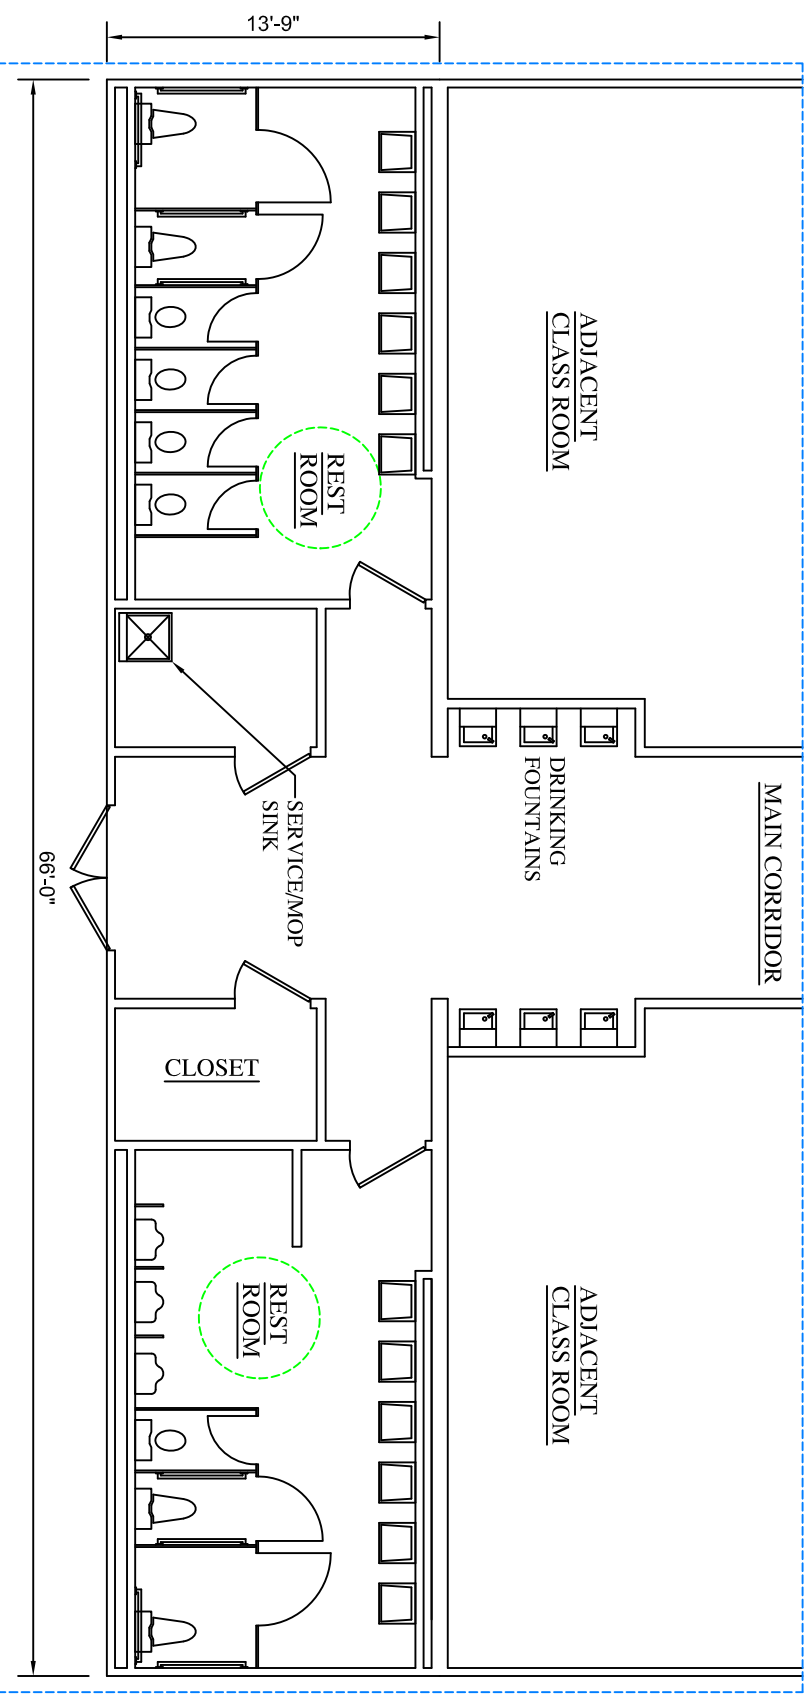 13'-9"
ADJACENT
CLASS ROOM
REST
ROOM
DRINKING
FOUNTAINS
MAIN CORRIDOR
SERVICE/MOP
SINK
66'-0"
CLOSET
REST
ROOM
ADJACENT
CLASS ROOM